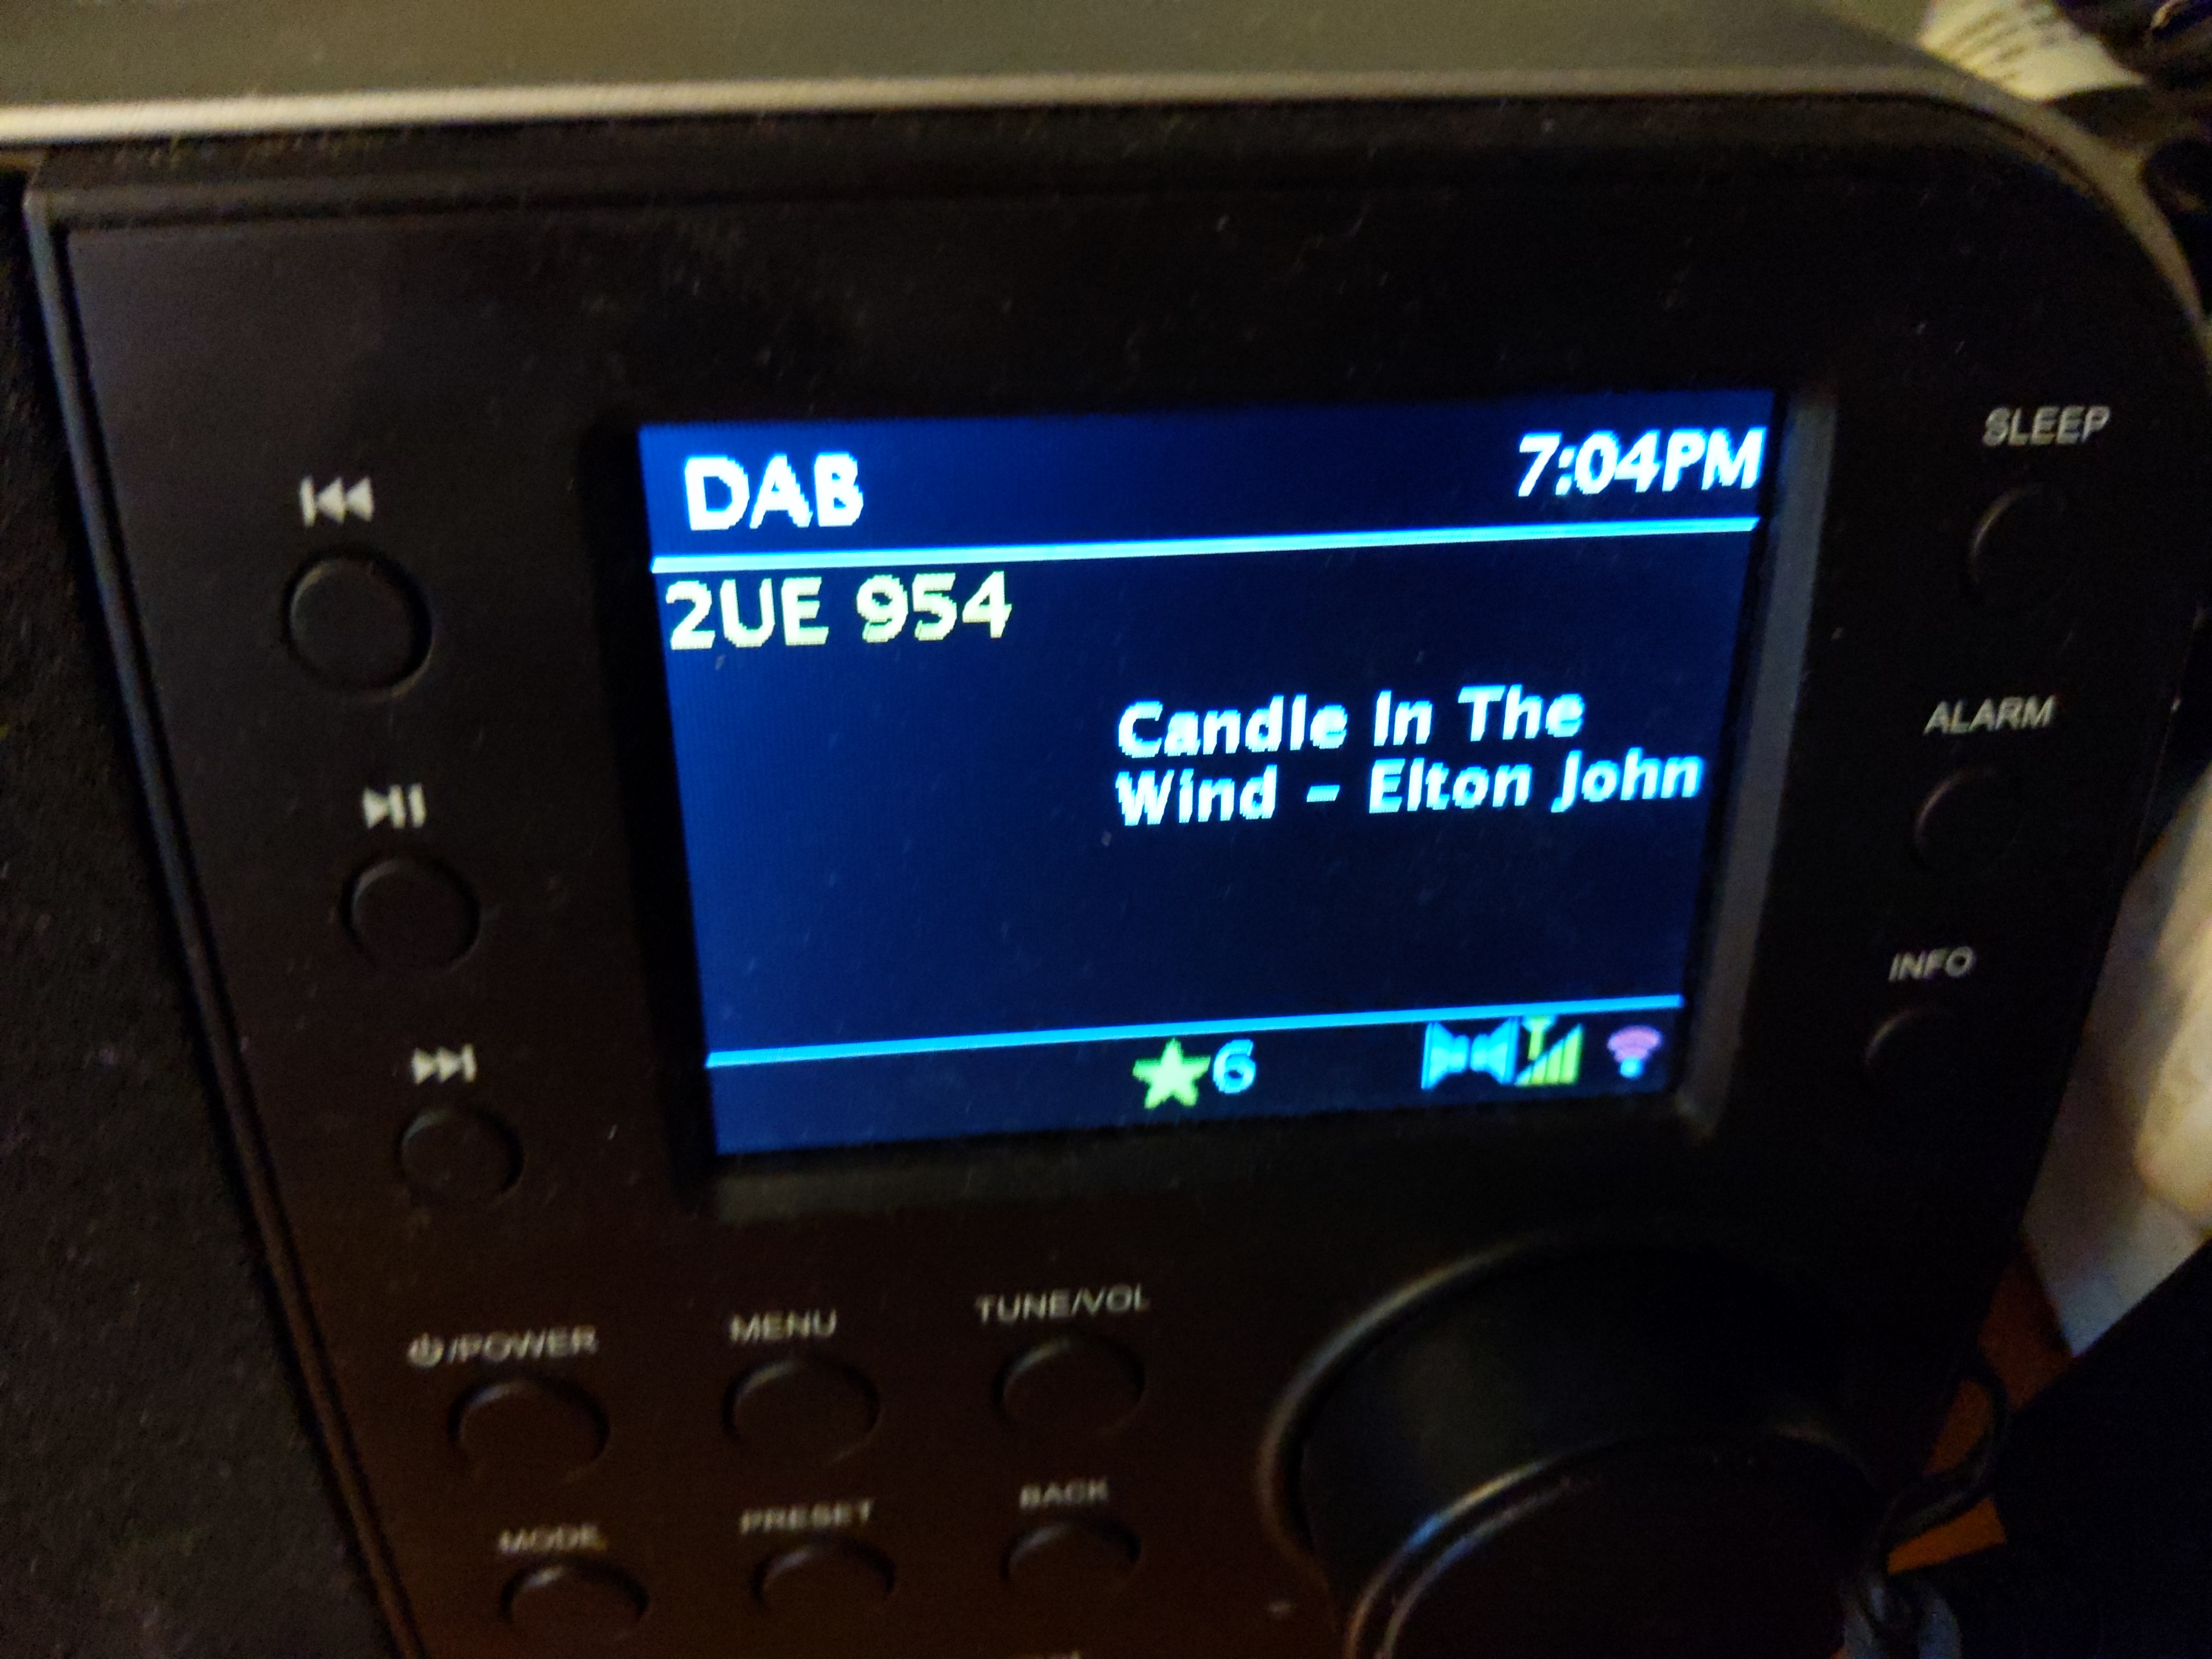 DAB
7:04PM
2UE 954
Candle In The
Wind - Elton John
6
SLEEP
ALARM
INFO
/POWER
MENU
TUNE/VOL
MODE
PRESET
BACK